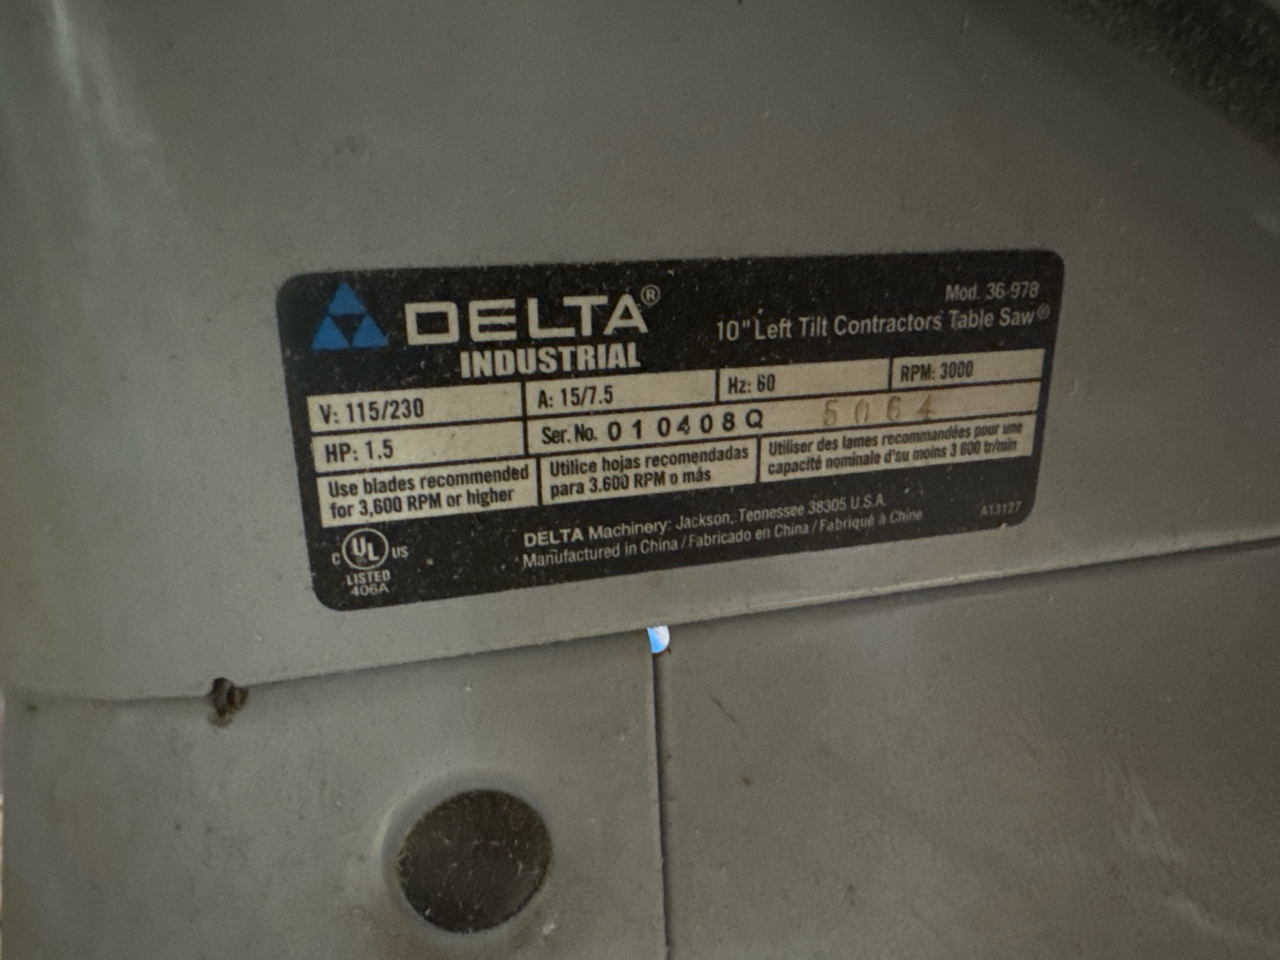 DELTA®
INDUSTRIAL
Mod. 36-978
10" Left Tilt Contractors Table Saw®
V: 115/230
A: 15/7.5
Hz: 60
RPM: 3000
HP: 1.5
Ser. No. 010408Q 5064
Use blades recommended
for 3,600 RPM or higher
Utilice hojas recomendadas
para 3.600 RPM o más
Utiliser des lames recommandées pour une
capacité nominale d'au moins 3 600 tr/min
C UL US
LISTED
406A
DELTA Machinery: Jackson, Tennessee 38305 U.S.A.
Manufactured in China / Fabricado en China / Fabriqué à Chine
A13127